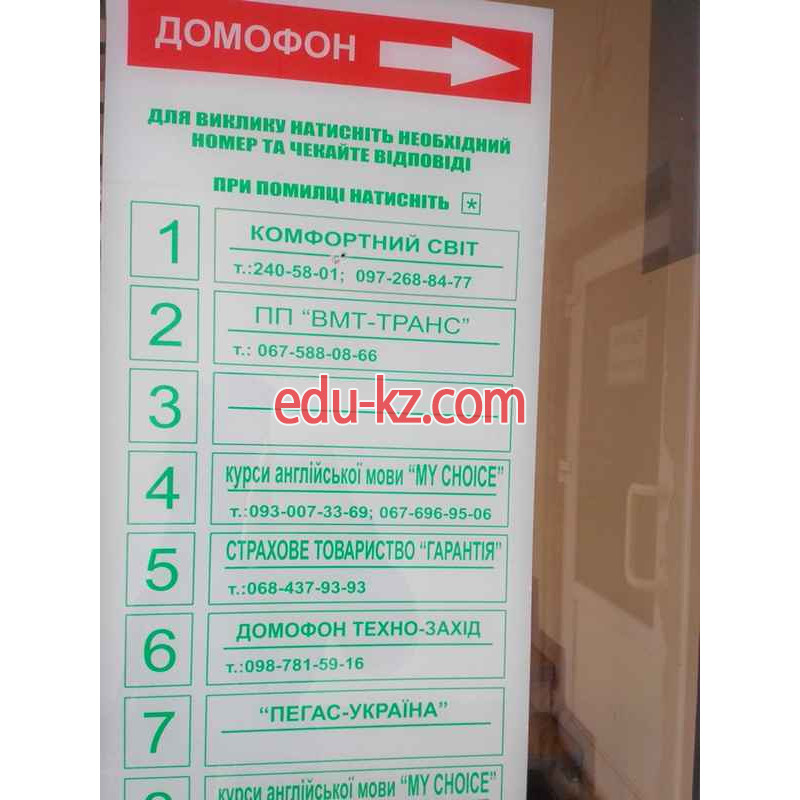 ДОМОФОН
ДЛЯ ВИКЛИКУ НАТИСНІТЬ НЕОБХІДНИЙ
НОМЕР ТА ЧЕКАЙТЕ ВІДПОВІДІ
ПРИ ПОМИЛЦІ НАТИСНІТЬ *
1
КОМФОРТНИЙ СВІТ
т.:240-58-01; 097-268-84-77
2
ПП "ВМТ-ТРАНС"
т.: 067-588-08-66
edu-kz.com
3
4
курси англійської мови "MY CHOICE"
т.:093-007-33-69; 067-696-95-06
5
СТРАХОВЕ ТОВАРИСТВО "ГАРАНТІЯ"
т.:068-437-93-93
6
ДОМОФОН ТЕХНО-ЗАХІД
т.:098-781-59-16
7
"ПЕГАС-УКРАЇНА"
курси англійської мови "MY CHOICE"